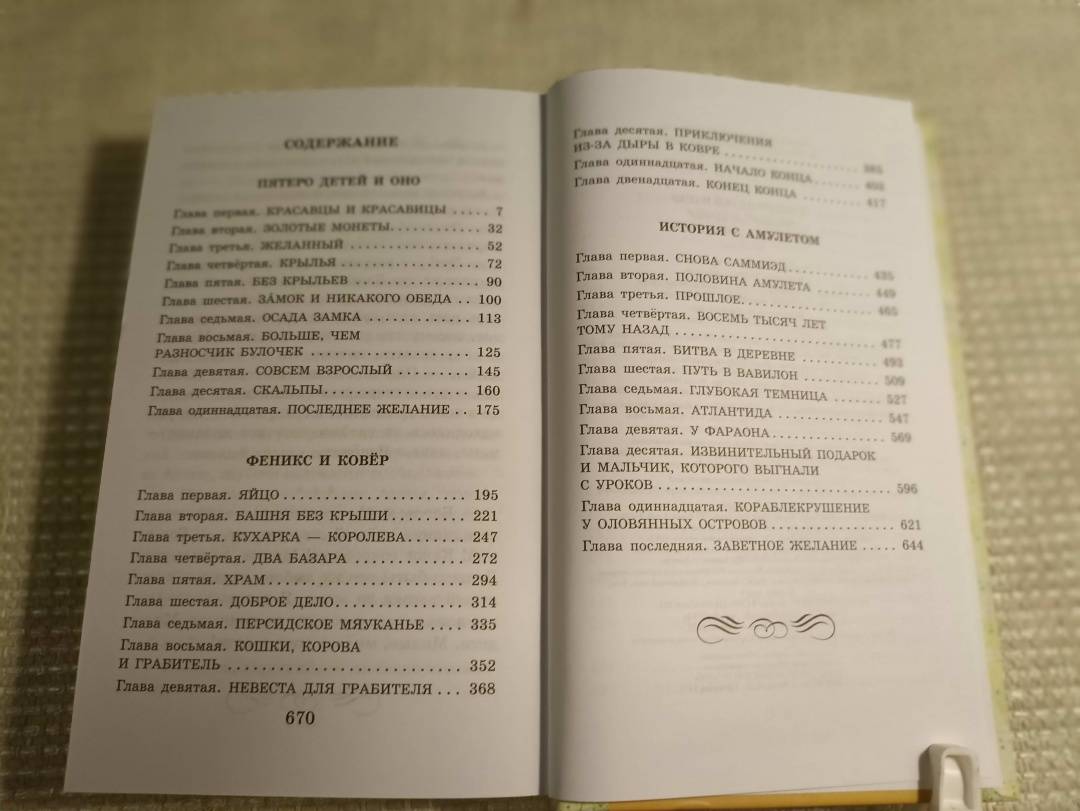 СОДЕРЖАНИЕ
ПЯТЕРО ДЕТЕЙ И ОНО
Глава первая. КРАСАВЦЫ И КРАСАВИЦЫ ..... 7
Глава вторая. ЗОЛОТЫЕ МОНЕТЫ............ 32
Глава третья. ЖЕЛАННЫЙ ................ 52
Глава четвёртая. КРЫЛЬЯ ................. 72
Глава пятая. БЕЗ КРЫЛЬЕВ ................ 90
Глава шестая. ЗА́МОК И НИКАКОГО ОБЕДА .. 100
Глава седьмая. ОСАДА ЗАМКА ............. 113
Глава восьмая. БОЛЬШЕ, ЧЕМ
РАЗНОСЧИК БУЛОЧЕК ................... 125
Глава девятая. СОВСЕМ ВЗРОСЛЫЙ ........ 145
Глава десятая. СКАЛЬПЫ................. 160
Глава одиннадцатая. ПОСЛЕДНЕЕ ЖЕЛАНИЕ .. 175
ФЕНИКС И КОВЁР
Глава первая. ЯЙЦО ..................... 195
Глава вторая. БАШНЯ БЕЗ КРЫШИ ......... 221
Глава третья. КУХАРКА — КОРОЛЕВА....... 247
Глава четвёртая. ДВА БАЗАРА ............. 272
Глава пятая. ХРАМ....................... 294
Глава шестая. ДОБРОЕ ДЕЛО.............. 314
Глава седьмая. ПЕРСИДСКОЕ МЯУКАНЬЕ .... 335
Глава восьмая. КОШКИ, КОРОВА
И ГРАБИТЕЛЬ .......................... 352
Глава девятая. НЕВЕСТА ДЛЯ ГРАБИТЕЛЯ ... 368
670
Глава десятая. ПРИКЛЮЧЕНИЯ
ИЗ-ЗА ДЫРЫ В КОВРЕ ................. 385
Глава одиннадцатая. НАЧАЛО КОНЦА....... 402
Глава двенадцатая. КОНЕЦ КОНЦА ........ 417
ИСТОРИЯ С АМУЛЕТОМ
Глава первая. СНОВА САММИЭД........... 435
Глава вторая. ПОЛОВИНА АМУЛЕТА ........ 449
Глава третья. ПРОШЛОЕ.................. 465
Глава четвёртая. ВОСЕМЬ ТЫСЯЧ ЛЕТ
ТОМУ НАЗАД .......................... 477
Глава пятая. БИТВА В ДЕРЕВНЕ ........... 493
Глава шестая. ПУТЬ В ВАВИЛОН ........... 509
Глава седьмая. ГЛУБОКАЯ ТЕМНИЦА ....... 527
Глава восьмая. АТЛАНТИДА .............. 547
Глава девятая. У ФАРАОНА................ 569
Глава десятая. ИЗВИНИТЕЛЬНЫЙ ПОДАРОК
И МАЛЬЧИК, КОТОРОГО ВЫГНАЛИ
С УРОКОВ ............................. 596
Глава одиннадцатая. КОРАБЛЕКРУШЕНИЕ
У ОЛОВЯННЫХ ОСТРОВОВ ............... 621
Глава последняя. ЗАВЕТНОЕ ЖЕЛАНИЕ ..... 644